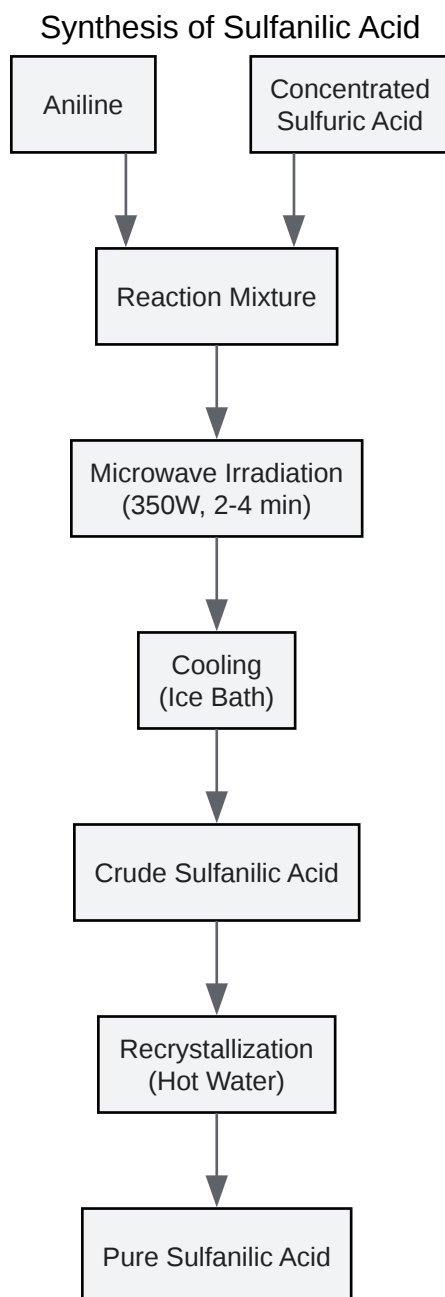 Synthesis of Sulfanilic Acid
Aniline
Concentrated
Sulfuric Acid
Reaction Mixture
Microwave Irradiation
(350W, 2-4 min)
Cooling
(Ice Bath)
Crude Sulfanilic Acid
Recrystallization
(Hot Water)
Pure Sulfanilic Acid